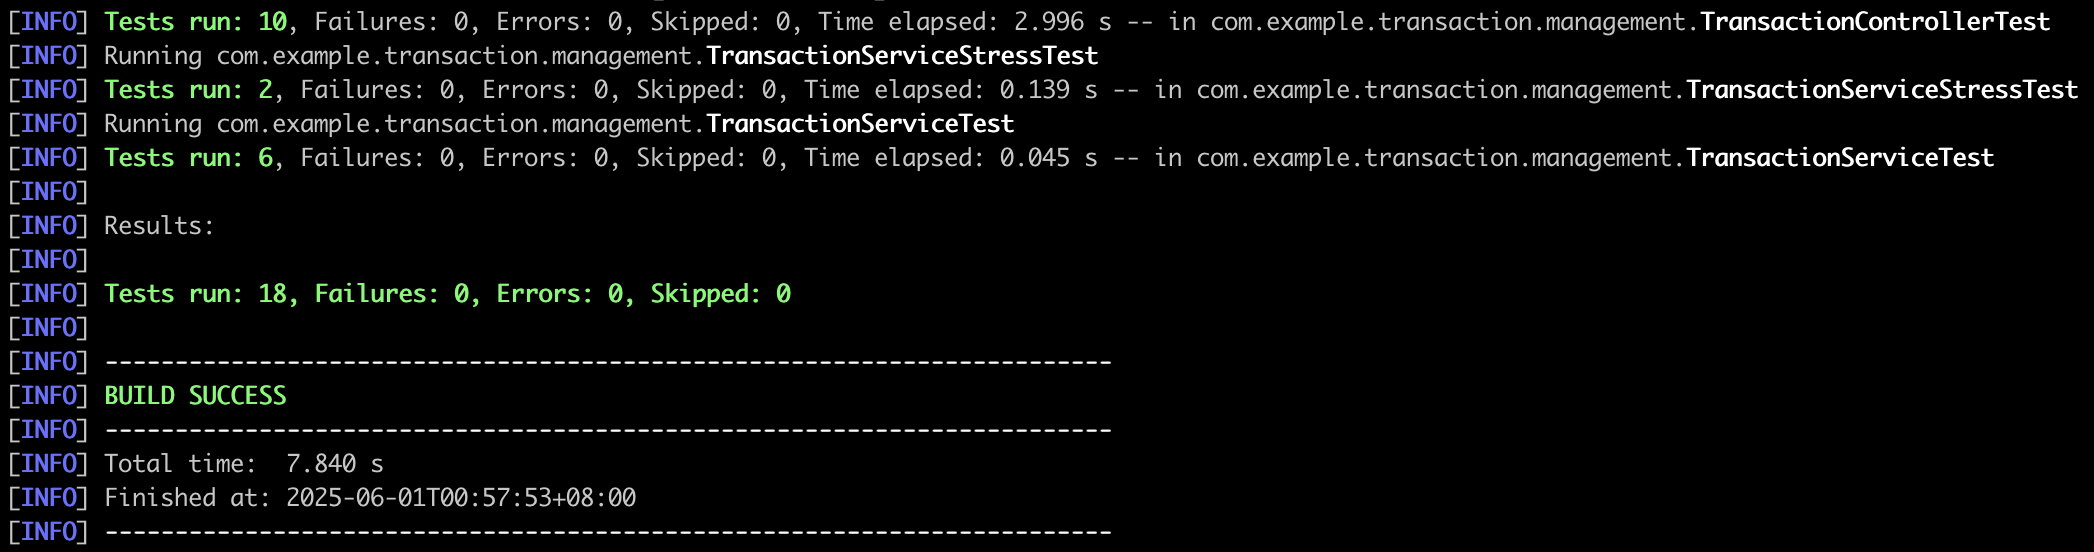 [INFO] Tests run: 10, Failures: 0, Errors: 0, Skipped: 0, Time elapsed: 2.996 s -- in com.example.transaction.management.TransactionControllerTest
[INFO] Running com.example.transaction.management.TransactionServiceStressTest
[INFO] Tests run: 2, Failures: 0, Errors: 0, Skipped: 0, Time elapsed: 0.139 s -- in com.example.transaction.management.TransactionServiceStressTest
[INFO] Running com.example.transaction.management.TransactionServiceTest
[INFO] Tests run: 6, Failures: 0, Errors: 0, Skipped: 0, Time elapsed: 0.045 s -- in com.example.transaction.management.TransactionServiceTest
[INFO]
[INFO] Results:
[INFO]
[INFO] Tests run: 18, Failures: 0, Errors: 0, Skipped: 0
[INFO]
[INFO] ------------------------------------------------------------------------
[INFO] BUILD SUCCESS
[INFO] ------------------------------------------------------------------------
[INFO] Total time:  7.840 s
[INFO] Finished at: 2025-06-01T00:57:53+08:00
[INFO] ------------------------------------------------------------------------